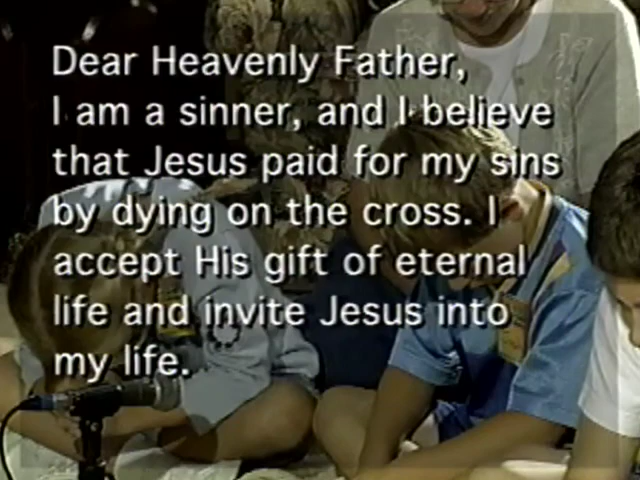 Dear Heavenly Father,
I am a sinner, and I believe
that Jesus paid for my sins
by dying on the cross. I
accept His gift of eternal
life and invite Jesus into
my life.